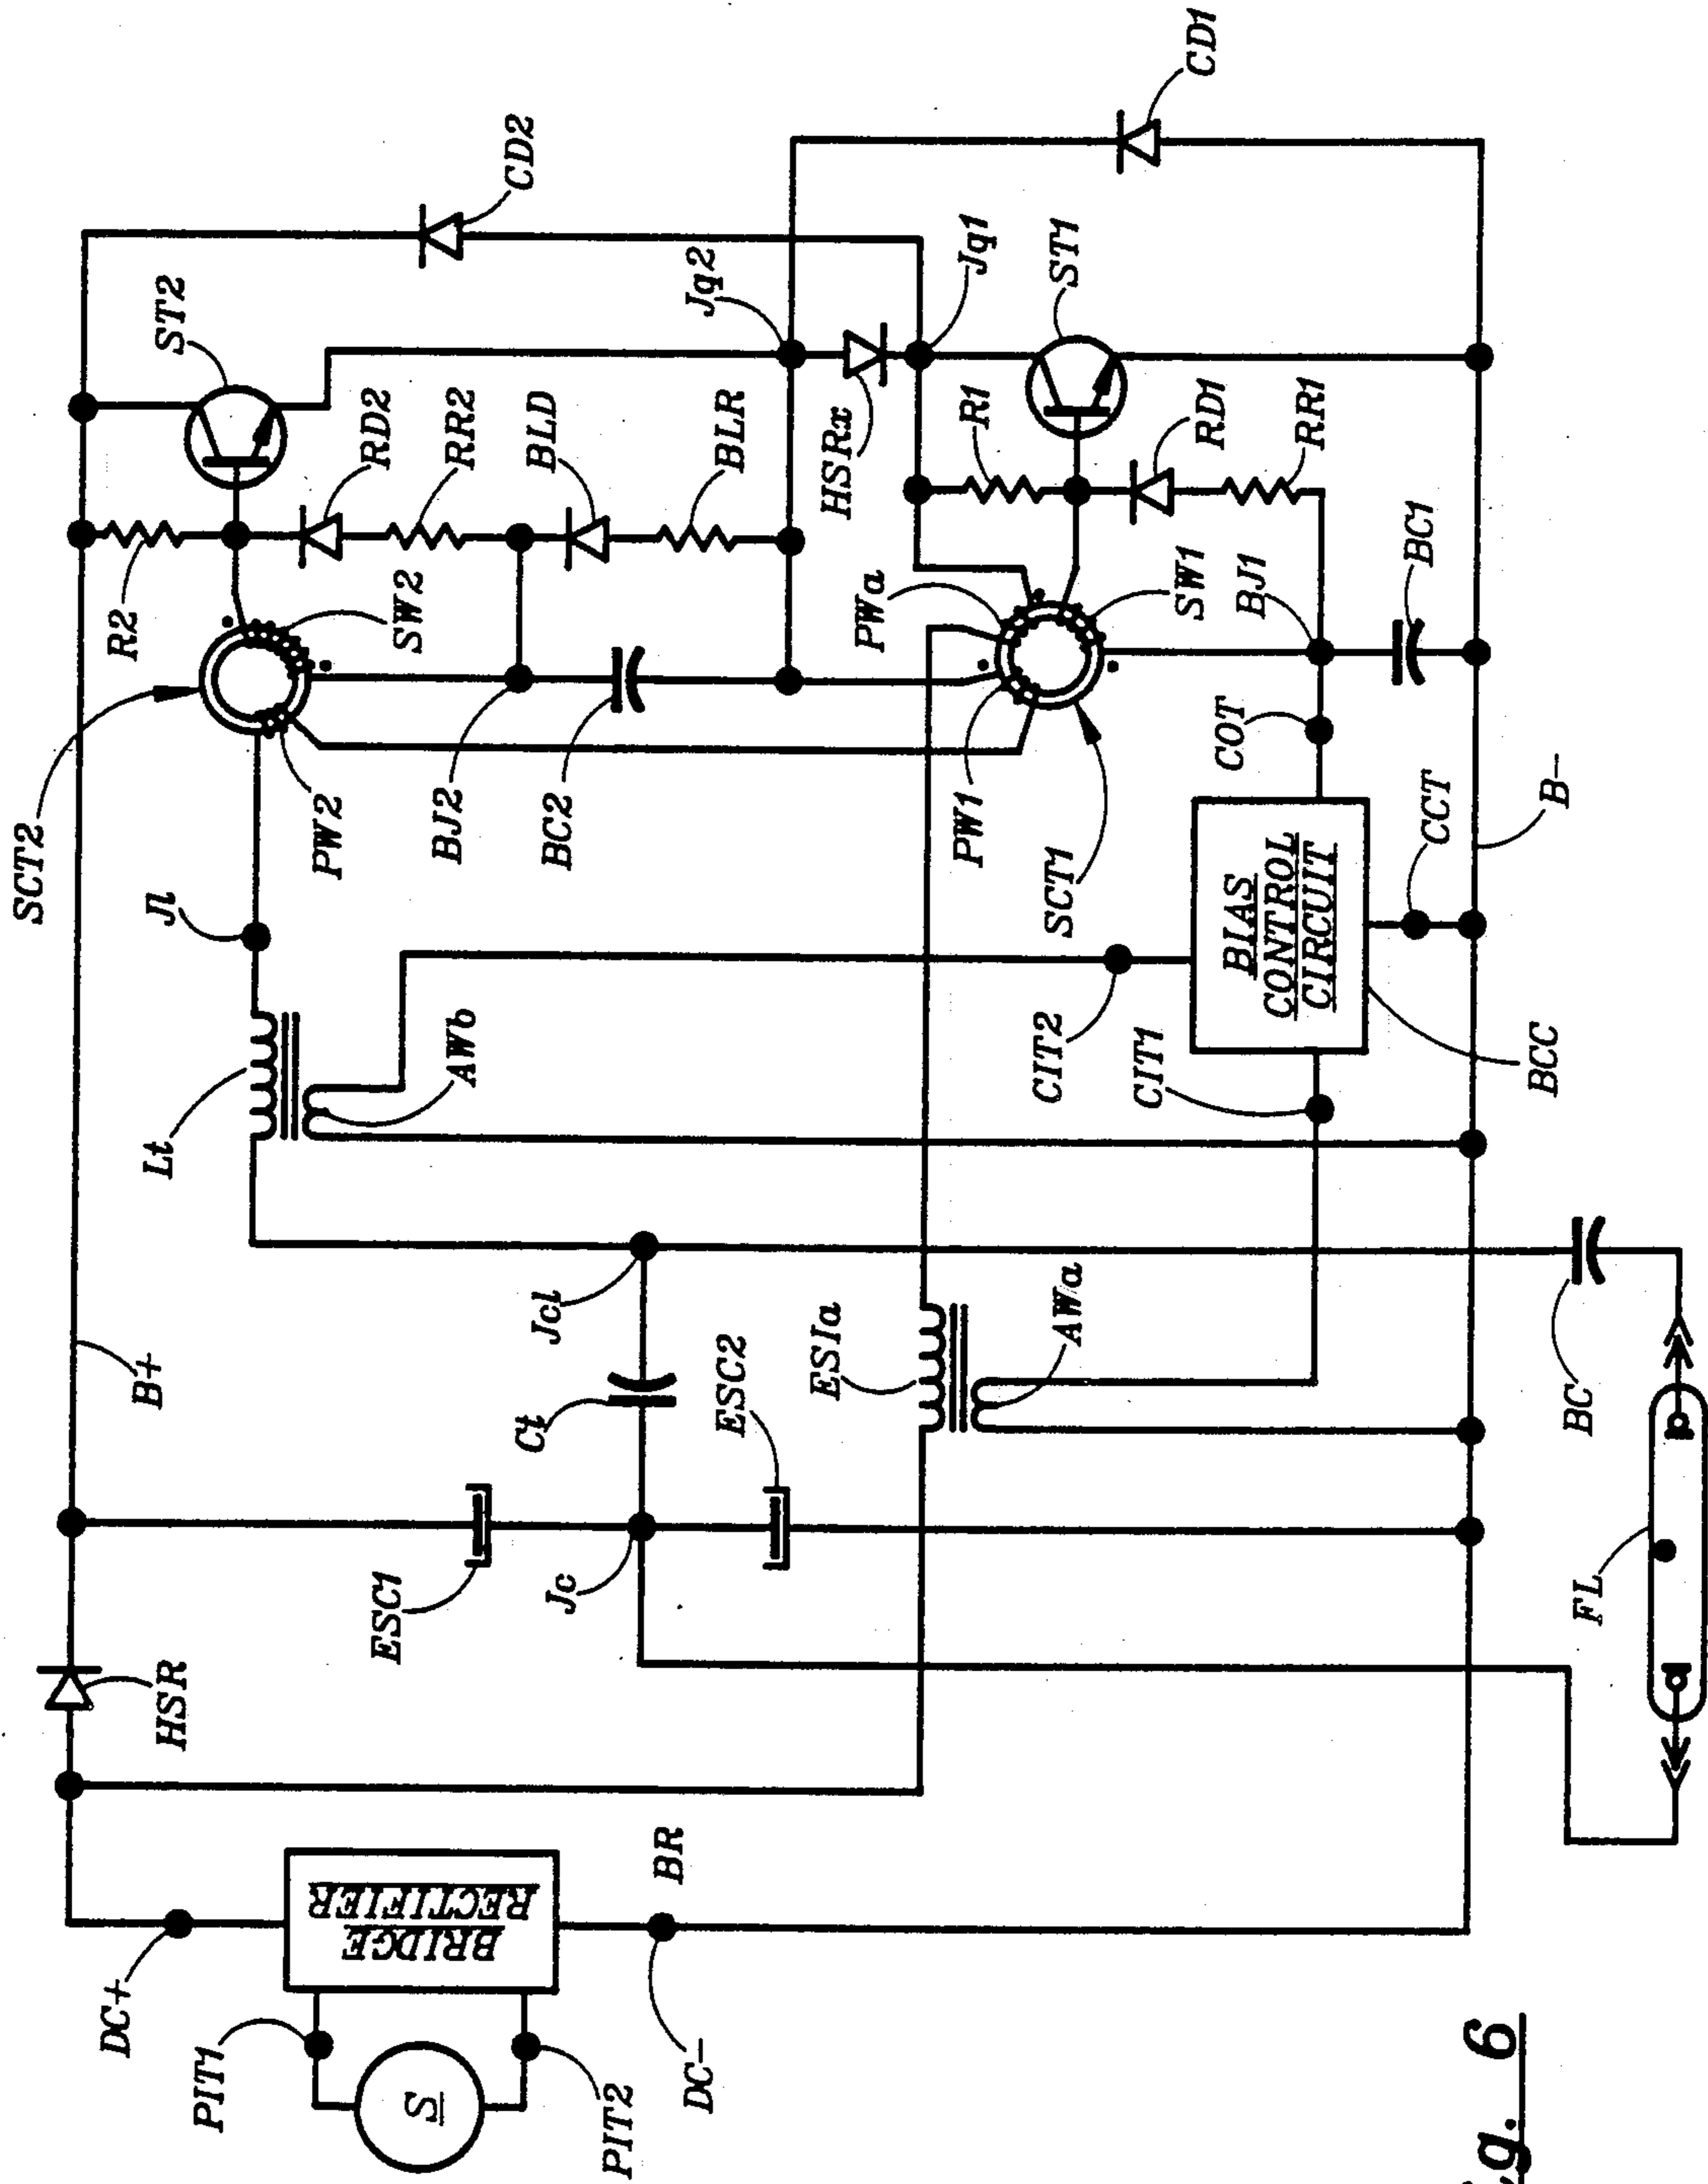 SCT2
R2
ST2
RD2
CD2
B+
HSR
DC+
PIT1
S
PIT2
BRIDGE
RECTIFIER
BR
DC-
ESC1
Jc
Ct
Jcl
ESC2
Lt
AWb
Jl
PW2
SW2
RR2
BJ2
BLD
BC2
BLR
Jq2
HSRx
Jq1
CD1
ESIa
AWa
PW1
PWa
R1
ST1
SCT1
SW1
RD1
BJ1
RR1
CIT2
CIT1
BIAS
CONTROL
CIRCUIT
COT
BC1
CCT
B-
BCC
BC
FL
g. 6